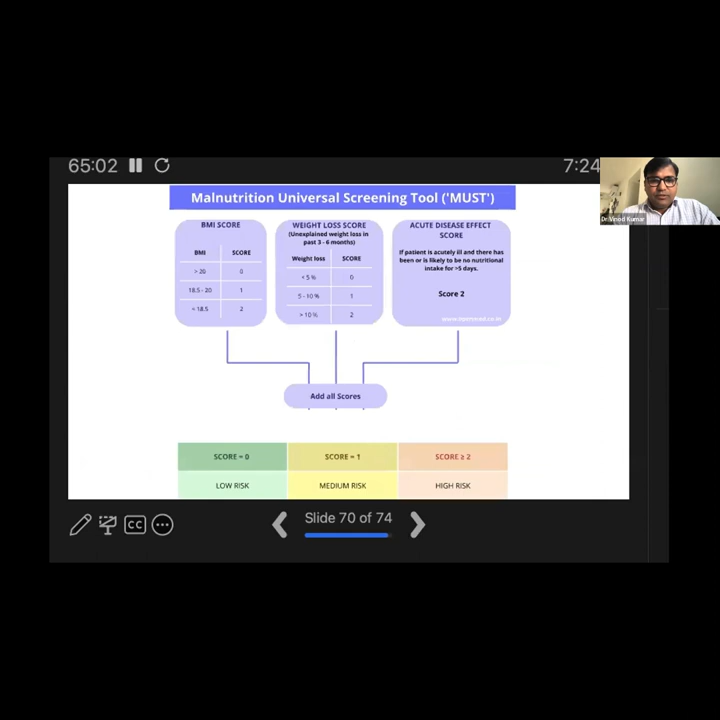 65:02
7:24
Malnutrition Universal Screening Tool ('MUST')
BMI SCORE
BMI SCORE
> 20 0
18.5 - 20 1
< 18.5 2
WEIGHT LOSS SCORE
(Unexplained weight loss in
past 3 - 6 months)
Weight loss SCORE
< 5 % 0
5 - 10 % 1
> 10 % 2
ACUTE DISEASE EFFECT
SCORE
If patient is acutely ill and there has
been or is likely to be no nutritional
intake for >5 days.
Score 2
Add all Scores
SCORE = 0 SCORE = 1 SCORE ≥ 2
LOW RISK MEDIUM RISK HIGH RISK
CC
Slide 70 of 74
Dr.Vinod Kumar